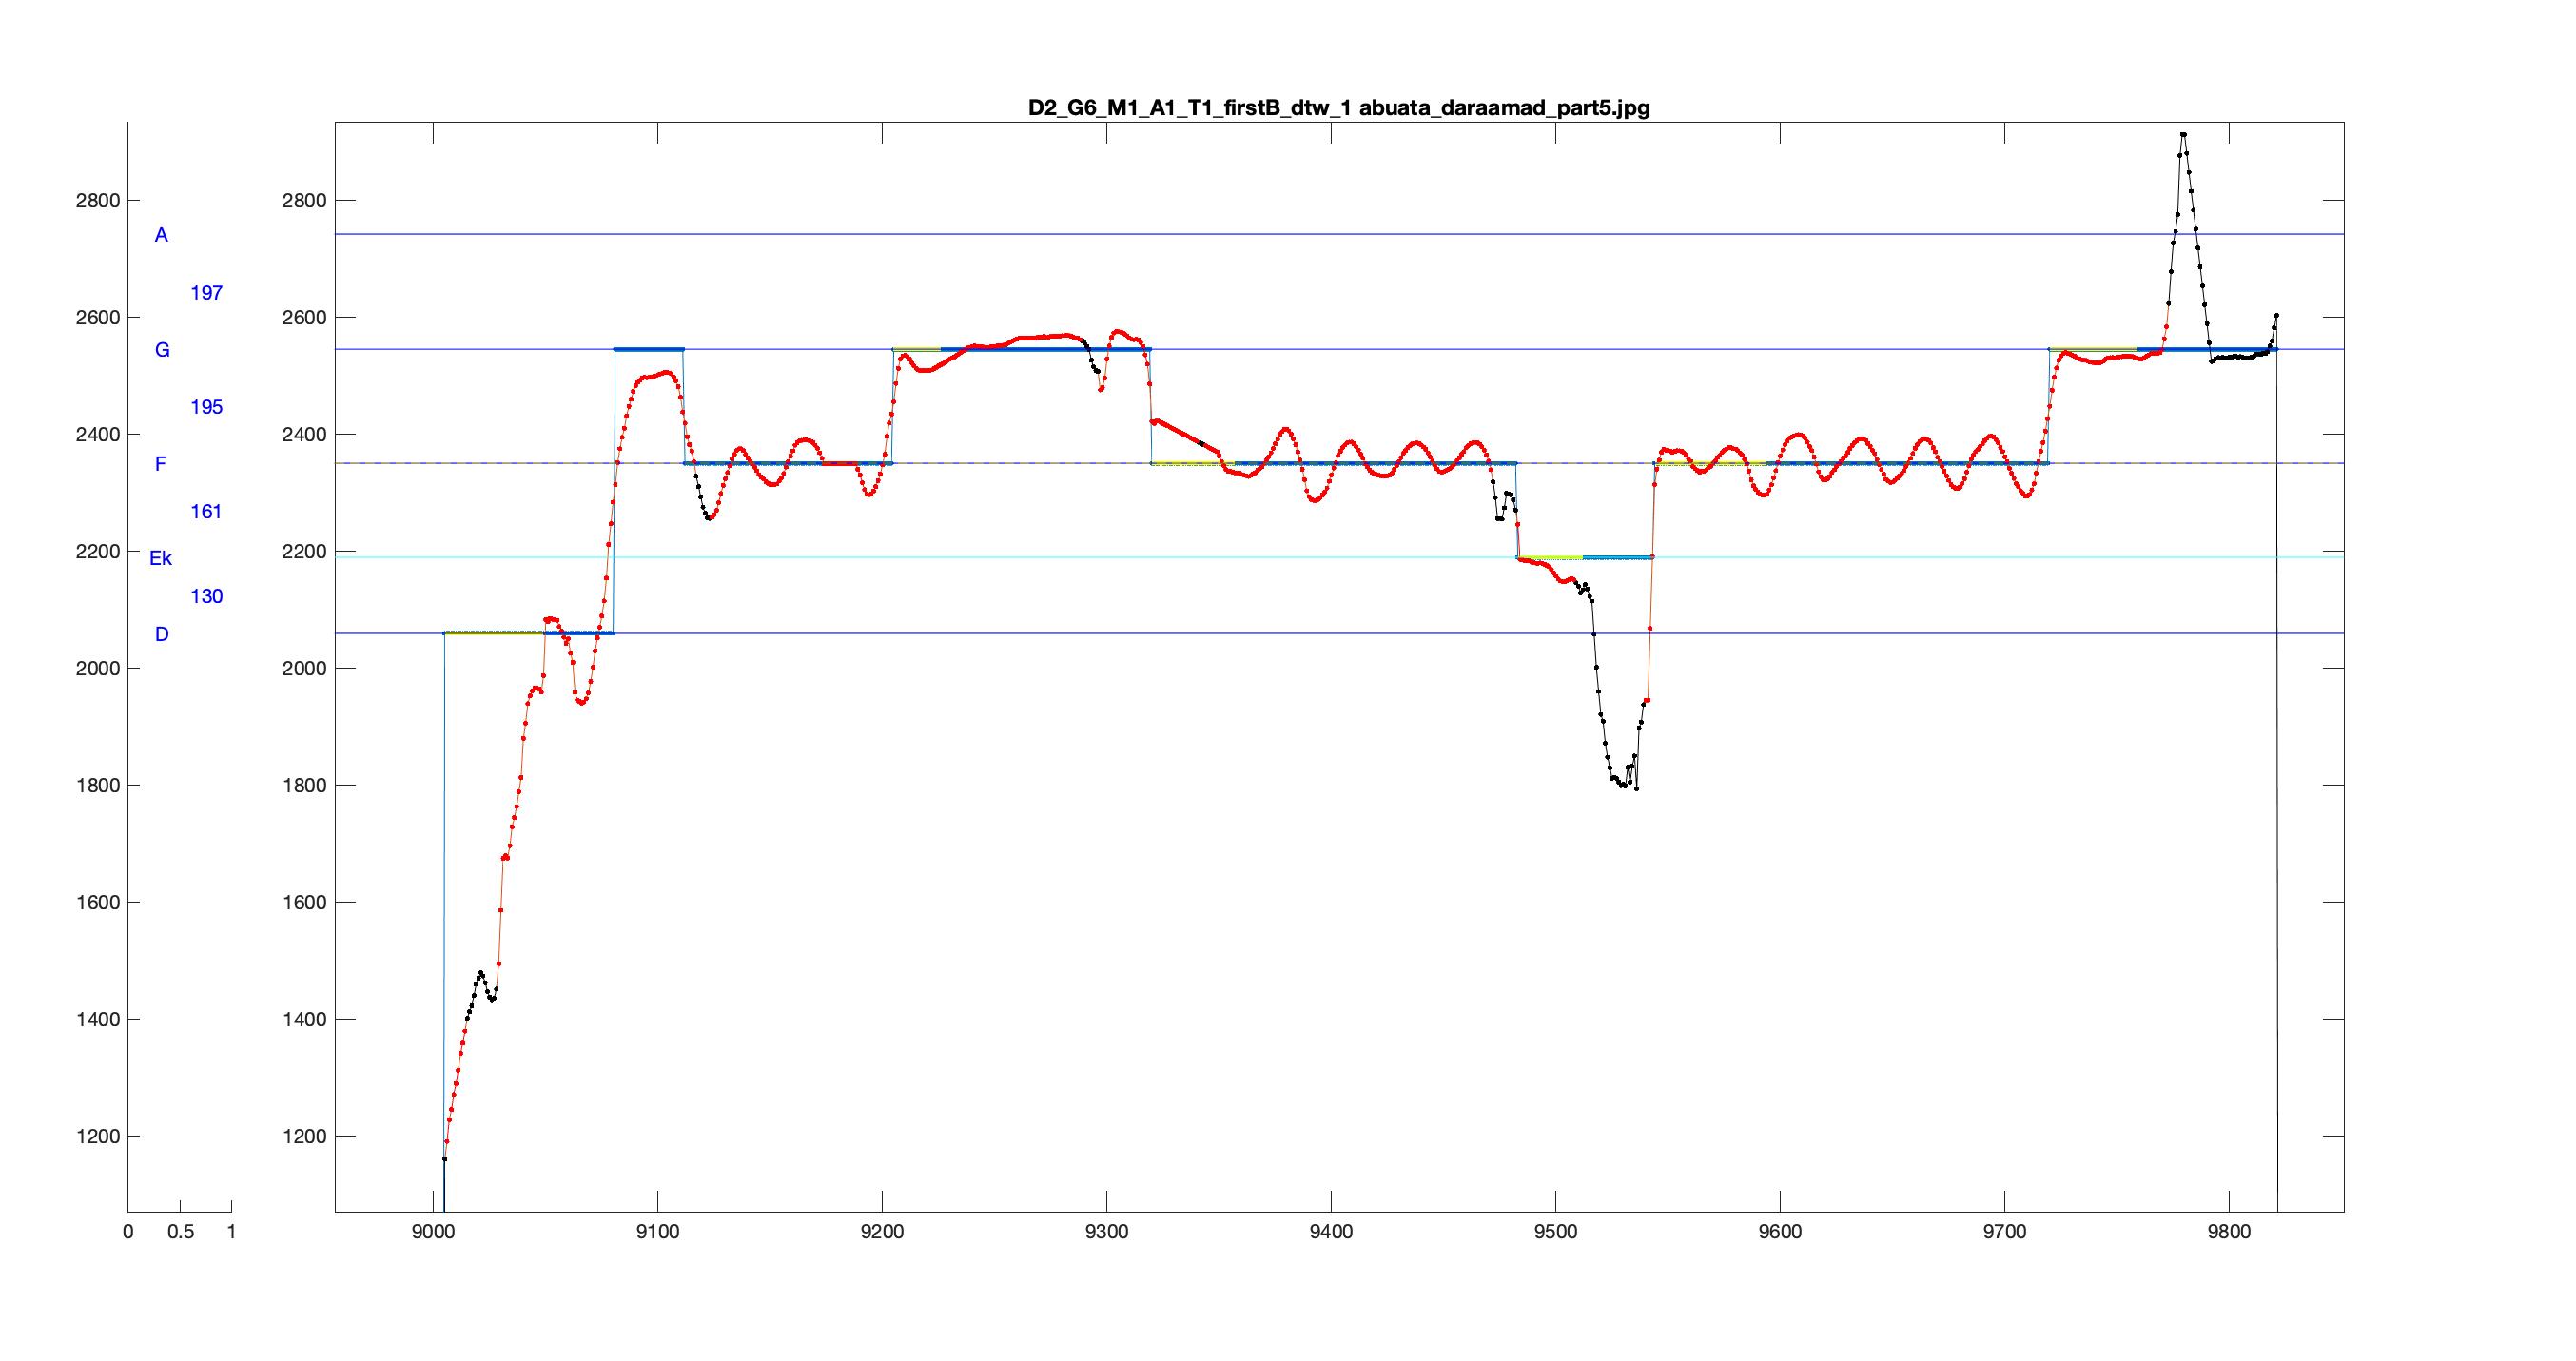 D2_G6_M1_A1_T1_firstB_dtw_1 abuata_daraamad_part5.jpg
2800 2800
A
197
2600 2600
G
195
2400 2400
F
161
2200 Ek 2200
130
D
2000 2000
1800 1800
1600 1600
1400 1400
1200 1200
0 0.5 1 9000 9100 9200 9300 9400 9500 9600 9700 9800